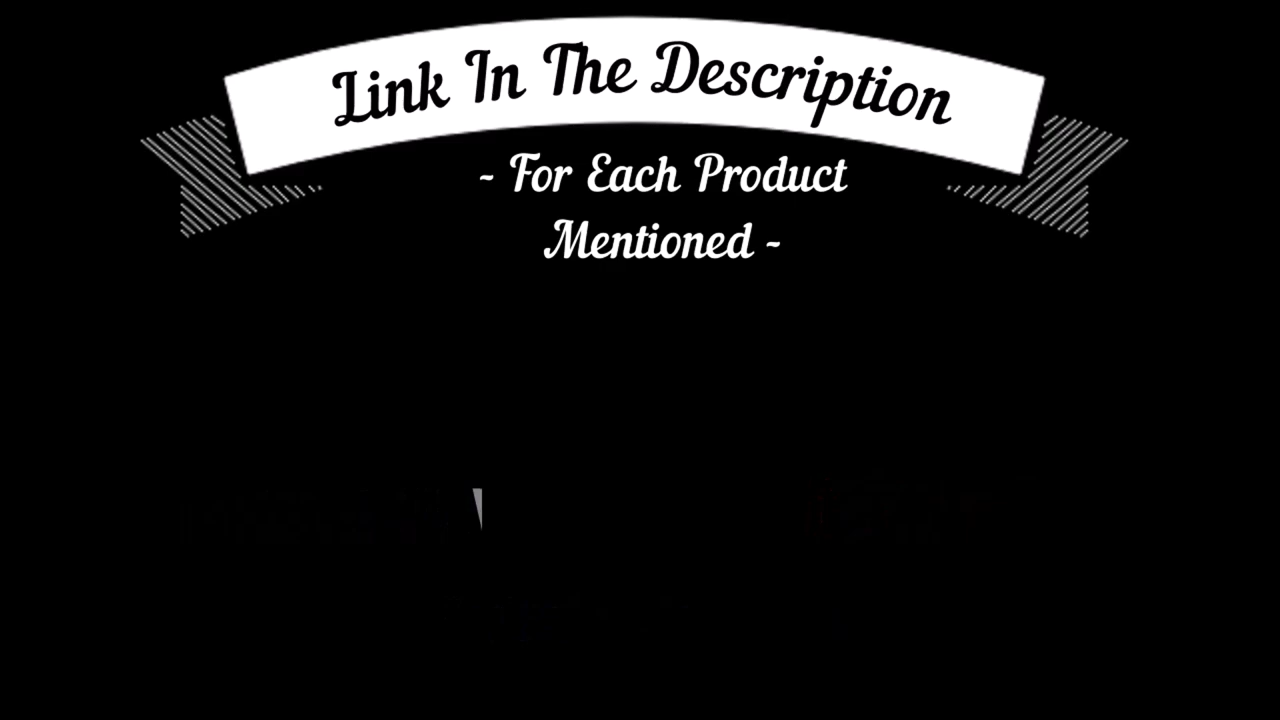 Link In The Description
~ For Each Product
Mentioned ~